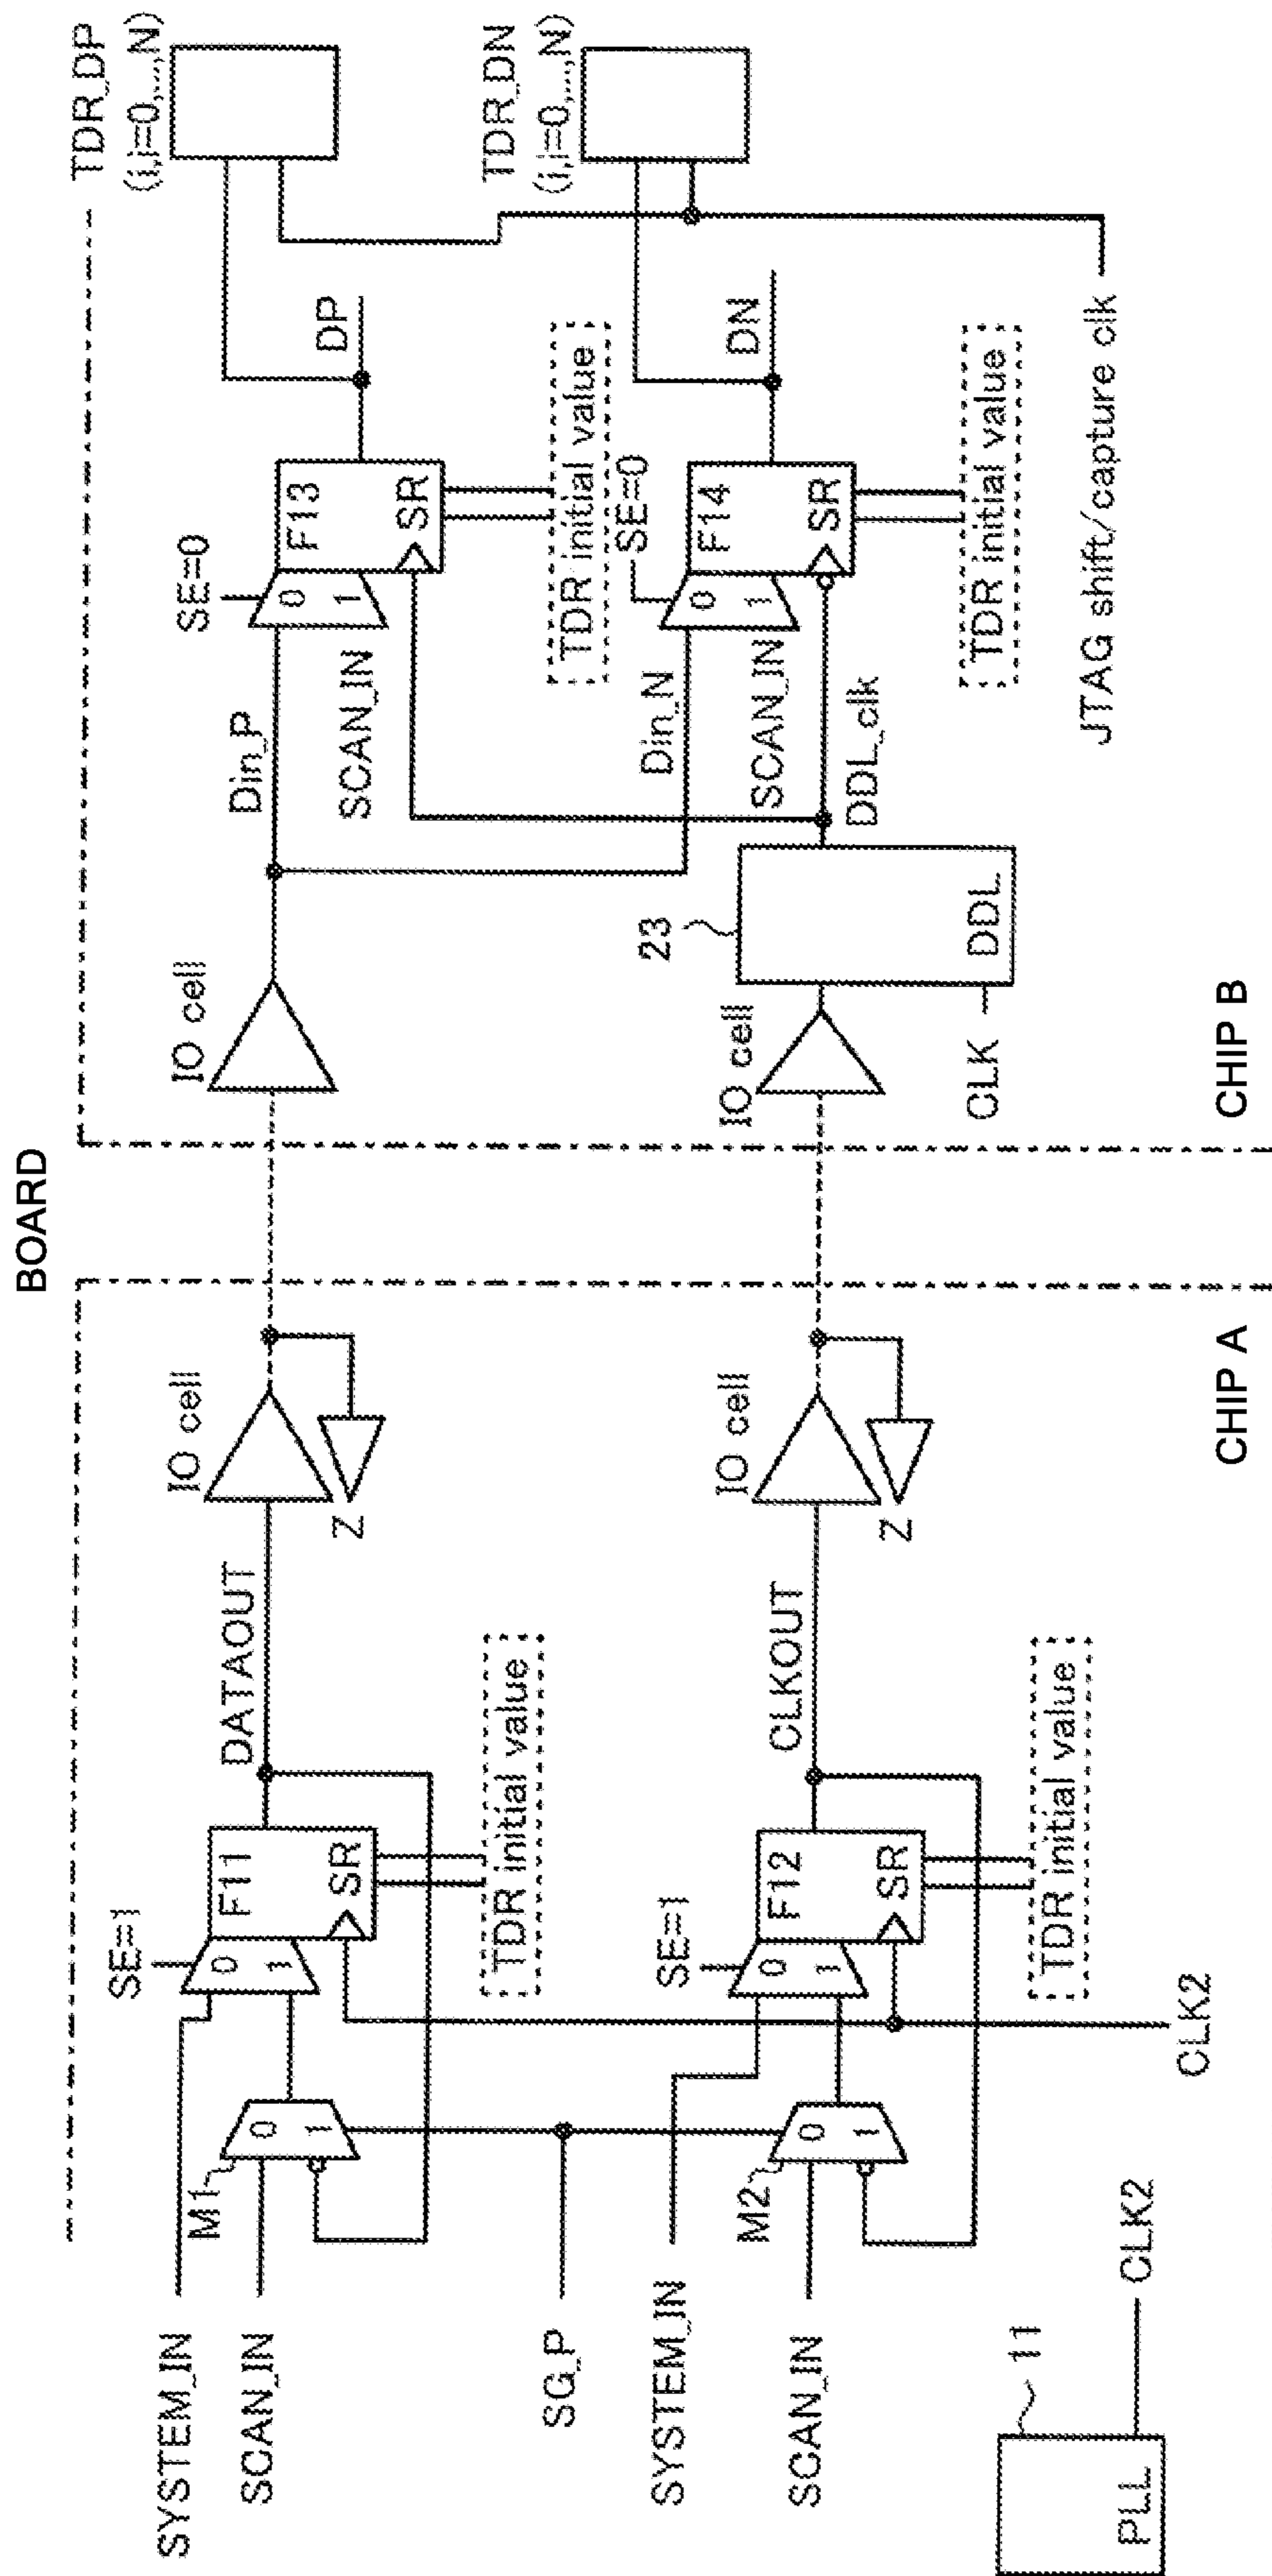 BOARD
SYSTEM_IN
SCAN_IN
M1
0
1
SE=1
0
1
F11
SR
TDR initial value
DATAOUT
IO cell
Z
SG_P
SYSTEM_IN
SCAN_IN
M2
0
1
SE=1
0
1
F12
SR
TDR initial value
CLKOUT
IO cell
Z
CLK2
11
PLL
CLK2
CHIP A
IO cell
Din_P
SCAN_IN
SE=0
0
1
F13
SR
TDR initial value
DP
TDR_DP
(i,i=0,...,N)
IO cell
23
DDL
CLK
Din_N
SCAN_IN
DDL_clk
SE=0
0
1
F14
SR
TDR initial value
DN
TDR_DN
(i,i=0,...,N)
JTAG shift/capture clk
CHIP B